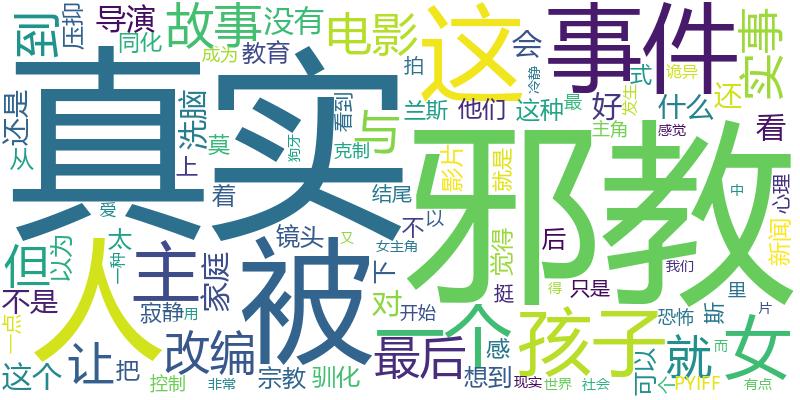 真实
邪教
这
事件
人
被
主
孩子
女
一个
故事
电影
改编
最后
让
就
到
导演
压抑
同化
成为
教育
没有
会
拍
冷静
诡异
式
实事
还
最
发生
好
什么
主角
感觉
看
还是
洗脑
从
上
莫
看到
狗牙
克制
与
兰斯
他们
这种
影片
就是
着
爱
结尾
不
以
女主角
但
以为
太
一种
镜头
又
家庭
下
觉得
后
中
心理
新闻
我们
里
不是
寂静
用
对
开始
挺
得
只是
恐怖
斯
片
一点
这个
把
控制
非常
宗教
驯化
感
想到
现实
世界
社会
可以
个
PYIFF
而
有点